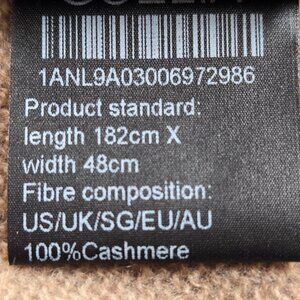 1ANL9A03006972986
Product standard:
length 182cm X
width 48cm
Fibre composition:
US/UK/SG/EU/AU
100%Cashmere